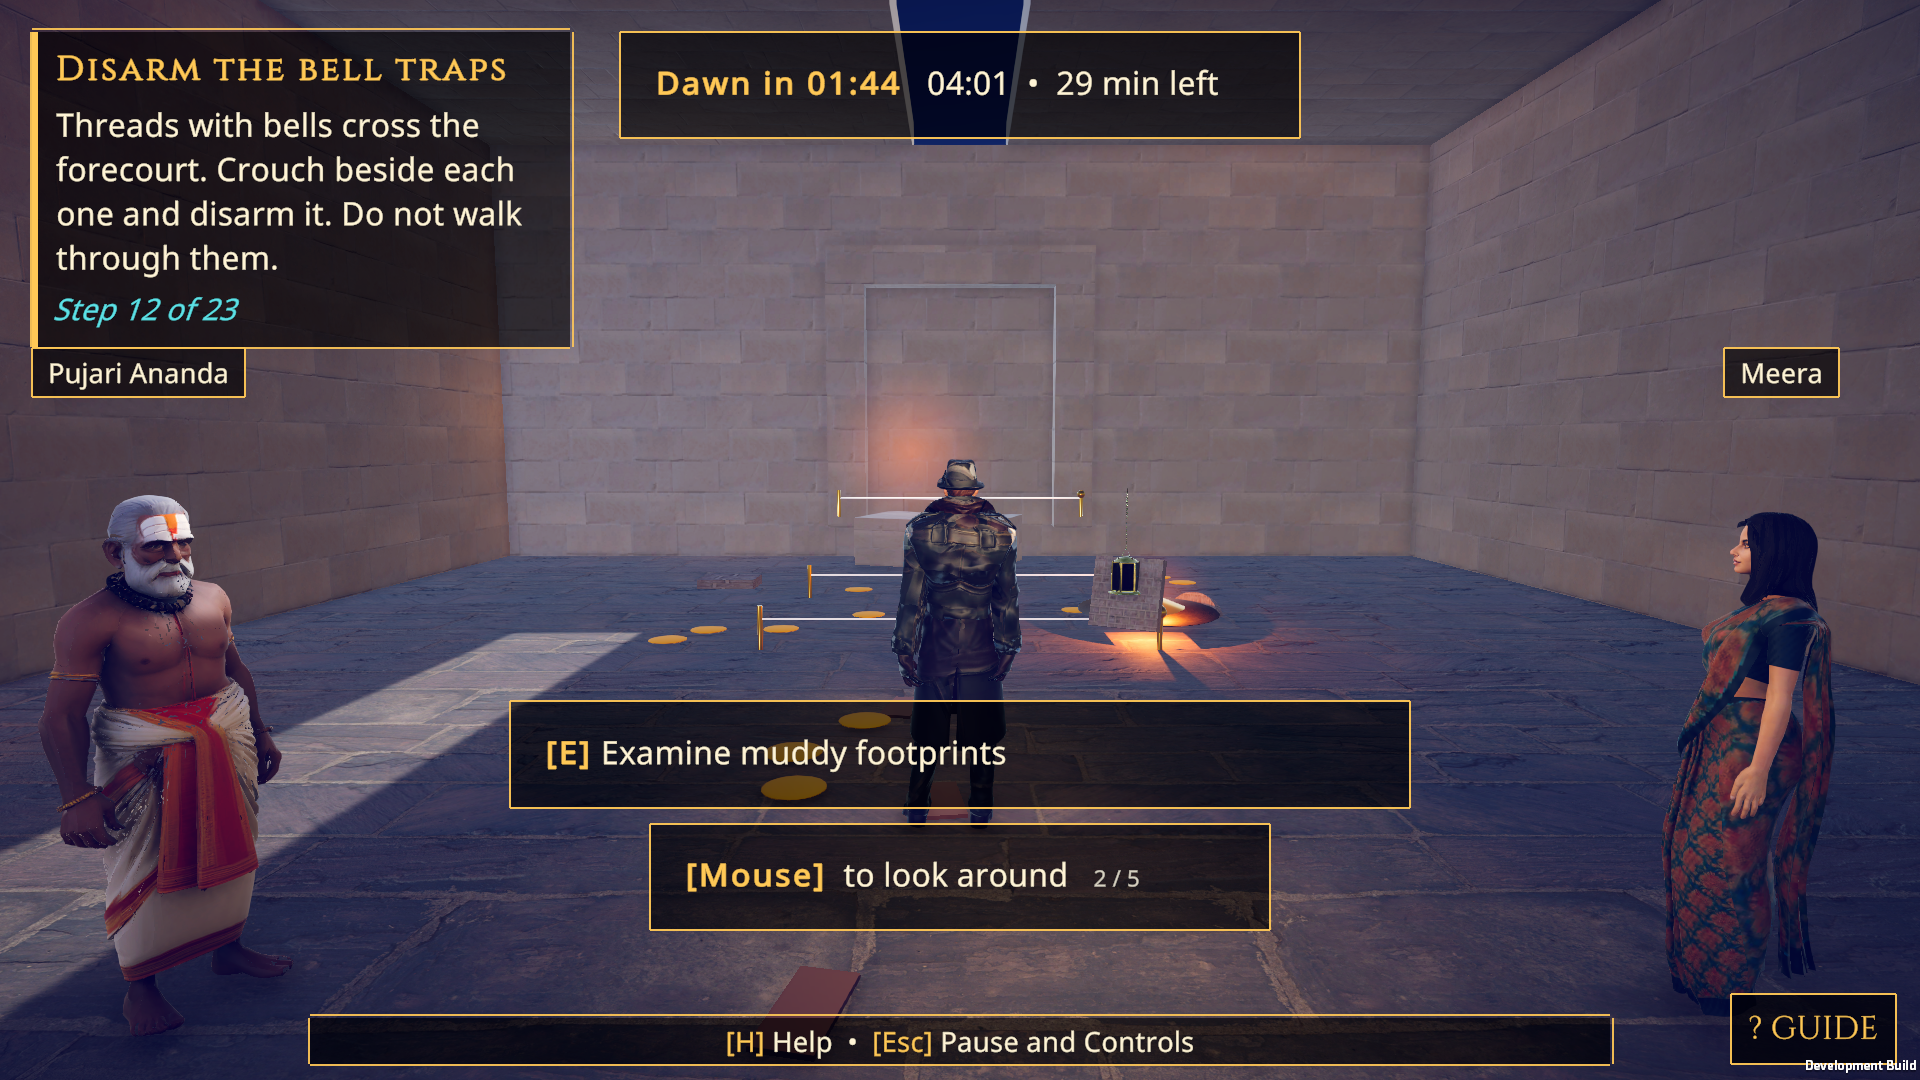 DISARM THE BELL TRAPS
Threads with bells cross the
forecourt. Crouch beside each
one and disarm it. Do not walk
through them.
Step 12 of 23
Dawn in 01:44 04:01 • 29 min left
Pujari Ananda
Meera
[E] Examine muddy footprints
[Mouse] to look around 2 / 5
[H] Help • [Esc] Pause and Controls
? GUIDE
Development Build